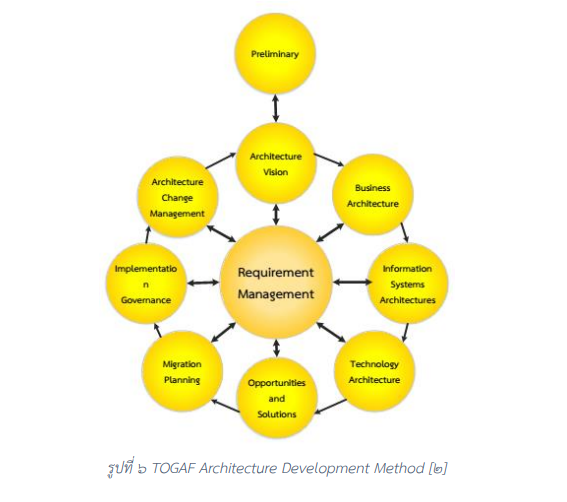 Preliminary
Architecture
Vision
Business
Architecture
Information
Systems
Architectures
Technology
Architecture
Opportunities
and
Solutions
Migration
Planning
Implementatio
n
Governance
Architecture
Change
Management
Requirement
Management
รูปที่ ๖ TOGAF Architecture Development Method [๒]